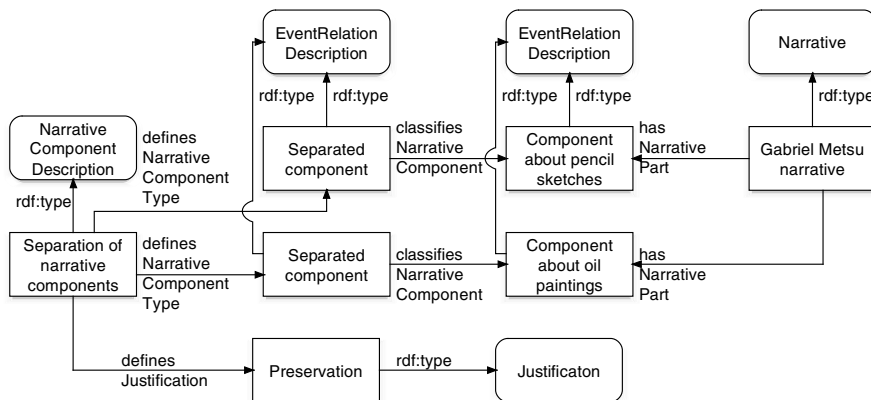 EventRelation
Description
EventRelation
Description
Narrative
rdf:type
rdf:type
rdf:type
rdf:type
rdf:type
Narrative
Component
Description
defines
Narrative
Component
Type
Separated
component
classifies
Narrative
Component
Component
about pencil
sketches
has
Narrative
Part
Gabriel Metsu
narrative
rdf:type
Separation of
narrative
components
defines
Narrative
Component
Type
Separated
component
classifies
Narrative
Component
Component
about oil
paintings
has
Narrative
Part
defines
Justification
Preservation
rdf:type
Justificaton